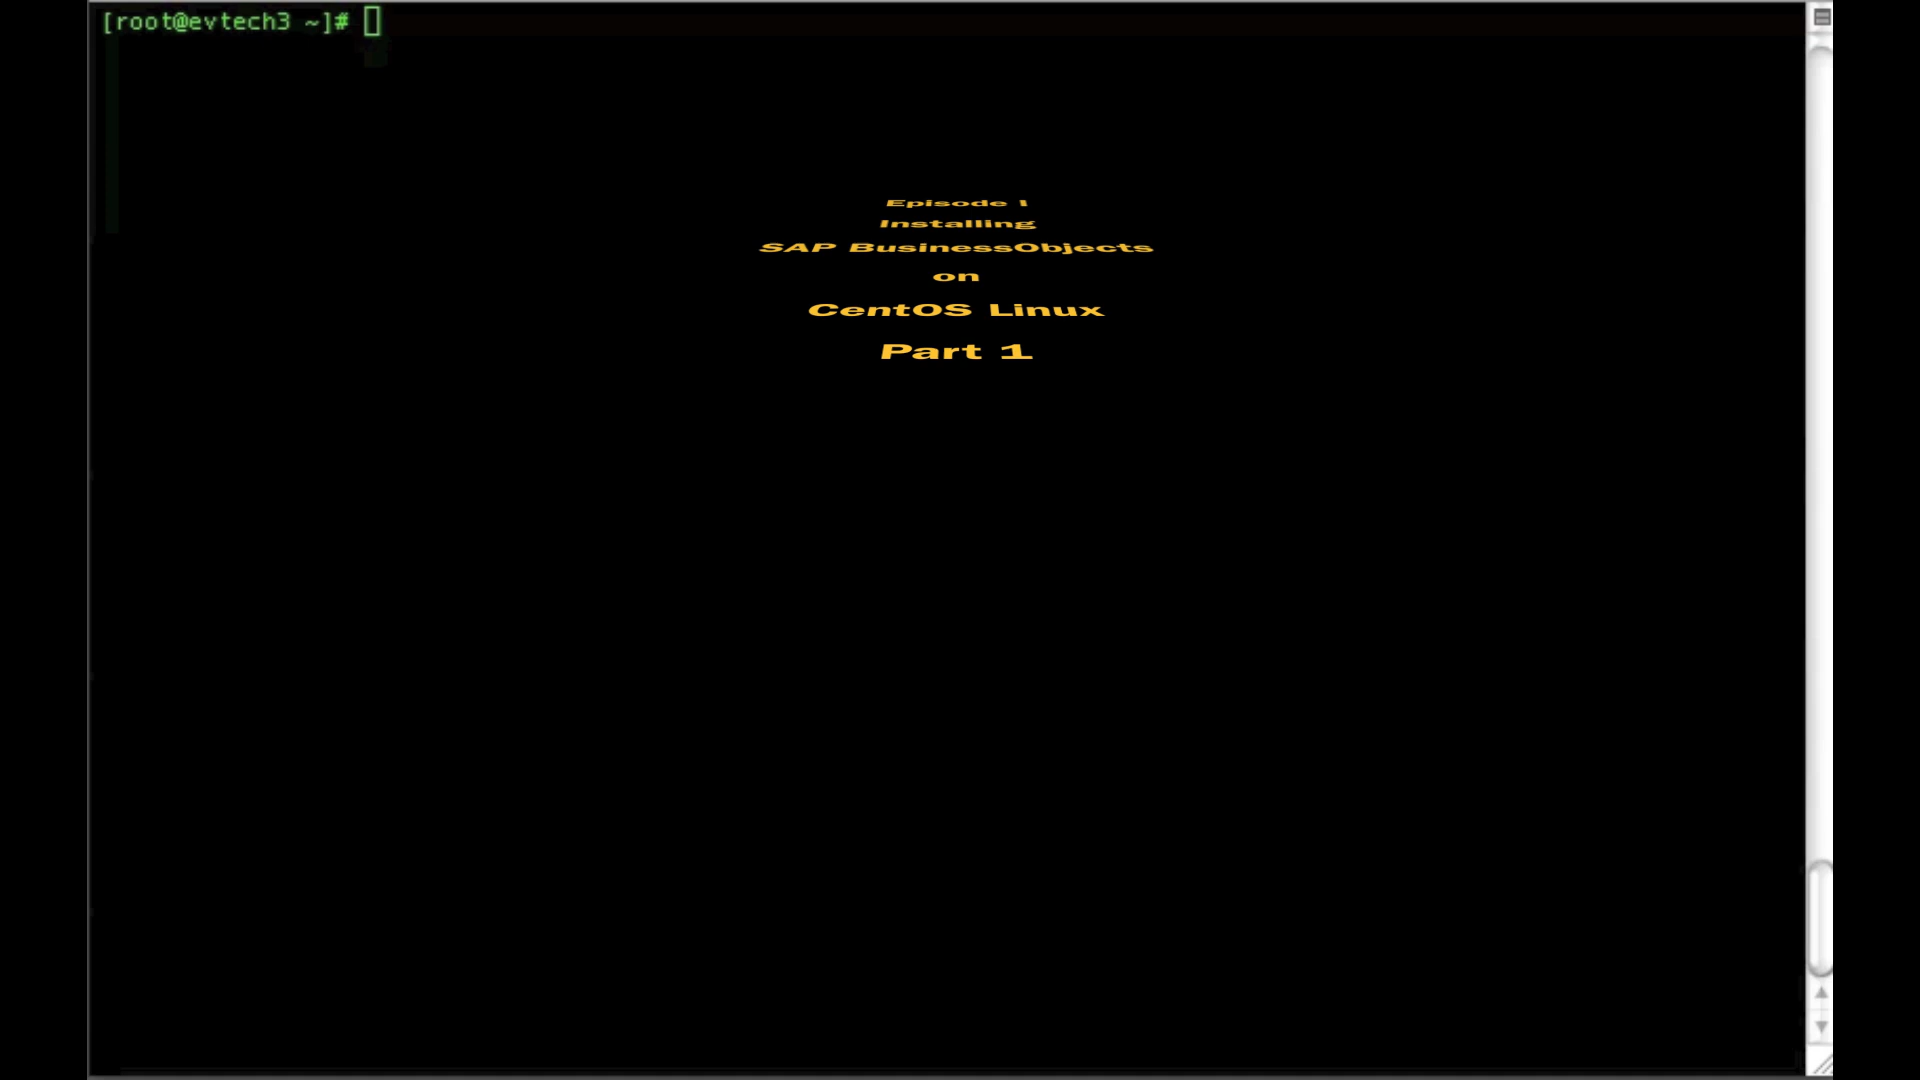 [root@evtech3 ~]#
Episode I
Installing
SAP BusinessObjects
on
CentOS Linux
Part 1